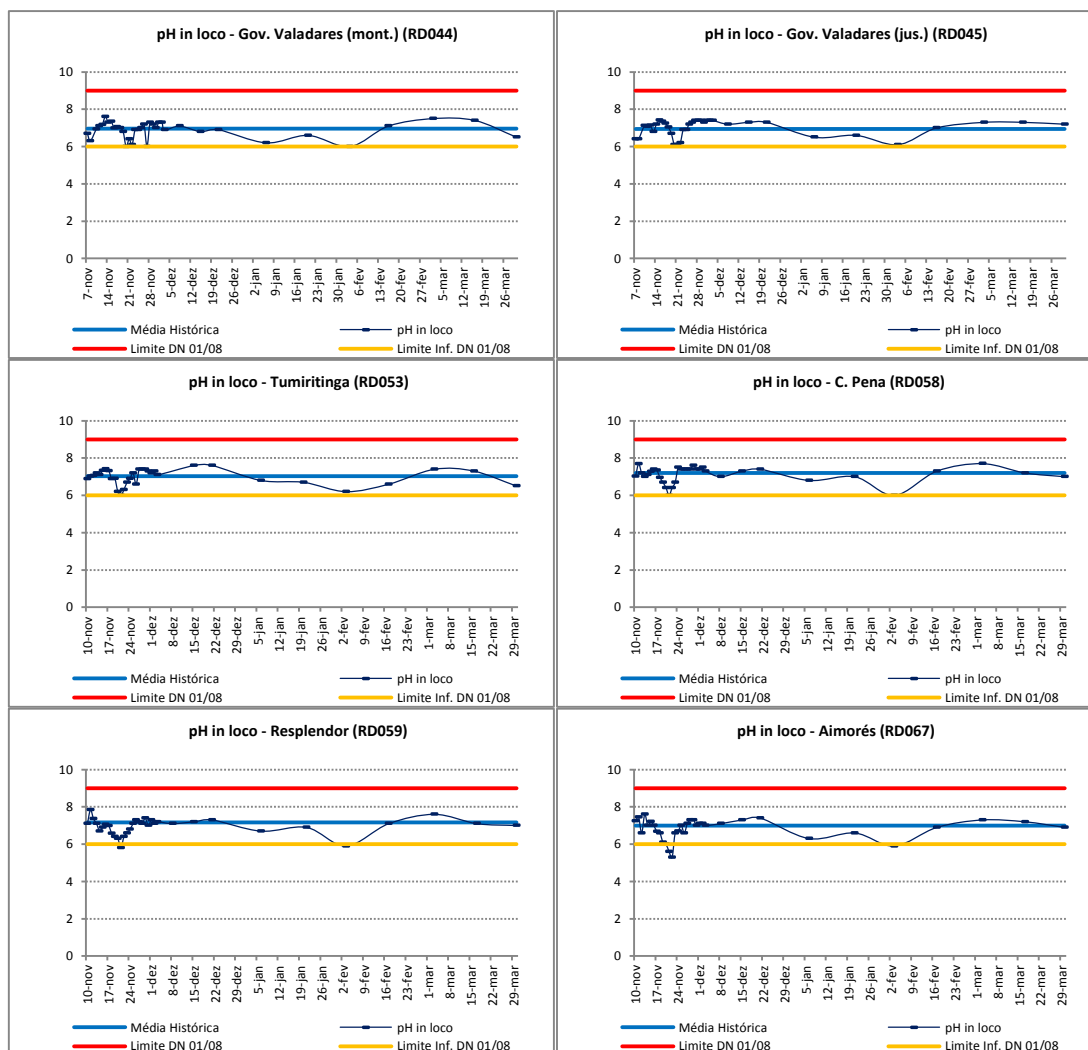 pH in loco - Gov. Valadares (mont.) (RD044)
10
8
6
4
2
0
7-nov
14-nov
21-nov
28-nov
5-dez
12-dez
19-dez
26-dez
2-jan
9-jan
16-jan
23-jan
30-jan
6-fev
13-fev
20-fev
27-fev
5-mar
12-mar
19-mar
26-mar
Média Histórica
pH in loco
Limite DN 01/08
Limite Inf. DN 01/08
pH in loco - Gov. Valadares (jus.) (RD045)
10
8
6
4
2
0
7-nov
14-nov
21-nov
28-nov
5-dez
12-dez
19-dez
26-dez
2-jan
9-jan
16-jan
23-jan
30-jan
6-fev
13-fev
20-fev
27-fev
5-mar
12-mar
19-mar
26-mar
Média Histórica
pH in loco
Limite DN 01/08
Limite Inf. DN 01/08
pH in loco - Tumiritinga (RD053)
10
8
6
4
2
0
10-nov
17-nov
24-nov
1-dez
8-dez
15-dez
22-dez
29-dez
5-jan
12-jan
19-jan
26-jan
2-fev
9-fev
16-fev
23-fev
1-mar
8-mar
15-mar
22-mar
29-mar
Média Histórica
pH in loco
Limite DN 01/08
Limite Inf. DN 01/08
pH in loco - C. Pena (RD058)
10
8
6
4
2
0
10-nov
17-nov
24-nov
1-dez
8-dez
15-dez
22-dez
29-dez
5-jan
12-jan
19-jan
26-jan
2-fev
9-fev
16-fev
23-fev
1-mar
8-mar
15-mar
22-mar
29-mar
Média Histórica
pH in loco
Limite DN 01/08
Limite Inf. DN 01/08
pH in loco - Resplendor (RD059)
10
8
6
4
2
0
10-nov
17-nov
24-nov
1-dez
8-dez
15-dez
22-dez
29-dez
5-jan
12-jan
19-jan
26-jan
2-fev
9-fev
16-fev
23-fev
1-mar
8-mar
15-mar
22-mar
29-mar
Média Histórica
pH in loco
Limite DN 01/08
Limite Inf. DN 01/08
pH in loco - Aimorés (RD067)
10
8
6
4
2
0
10-nov
17-nov
24-nov
1-dez
8-dez
15-dez
22-dez
29-dez
5-jan
12-jan
19-jan
26-jan
2-fev
9-fev
16-fev
23-fev
1-mar
8-mar
15-mar
22-mar
29-mar
Média Histórica
pH in loco
Limite DN 01/08
Limite Inf. DN 01/08